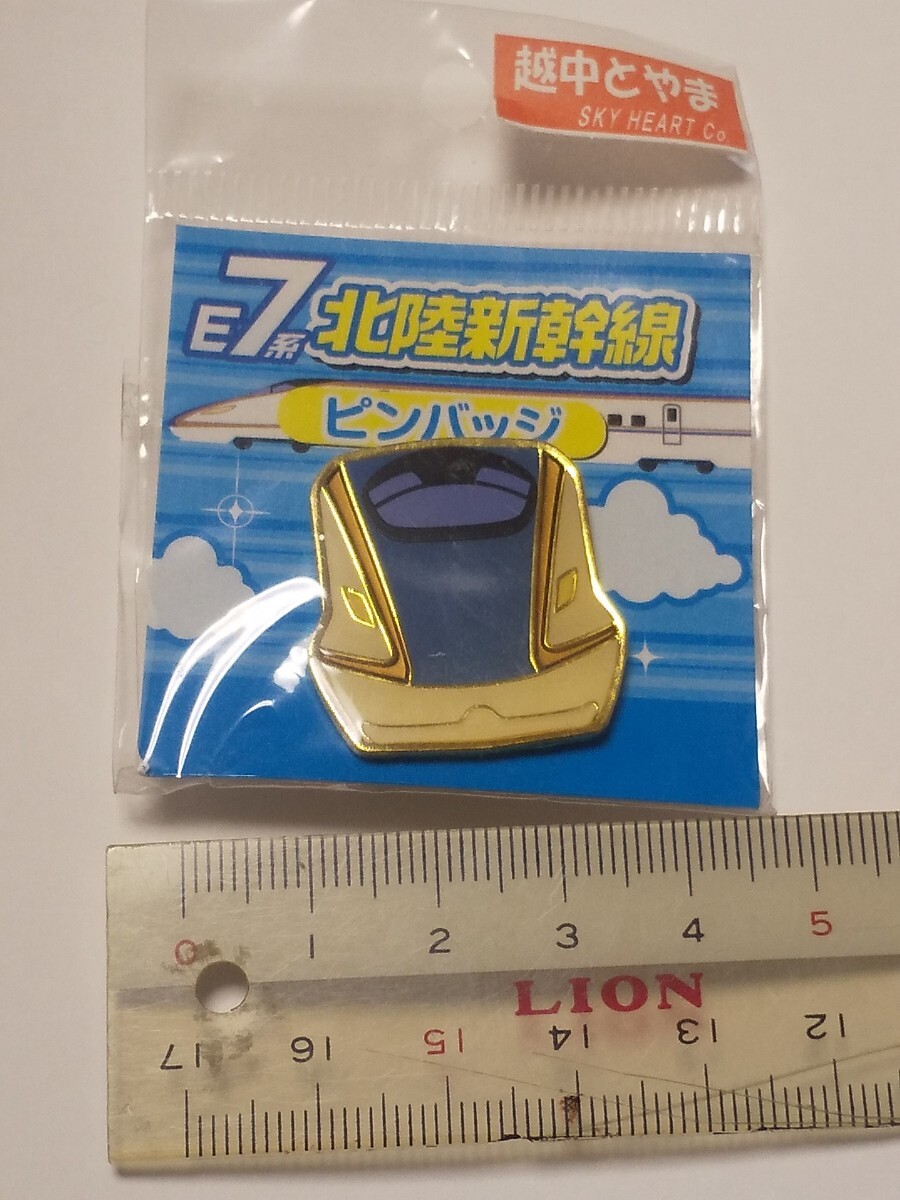 越中とやま
SKY HEART Co.
E7系 北陸新幹線
ピンバッジ
0 1 2 3 4 5
LION
17 16 15 14 13 12